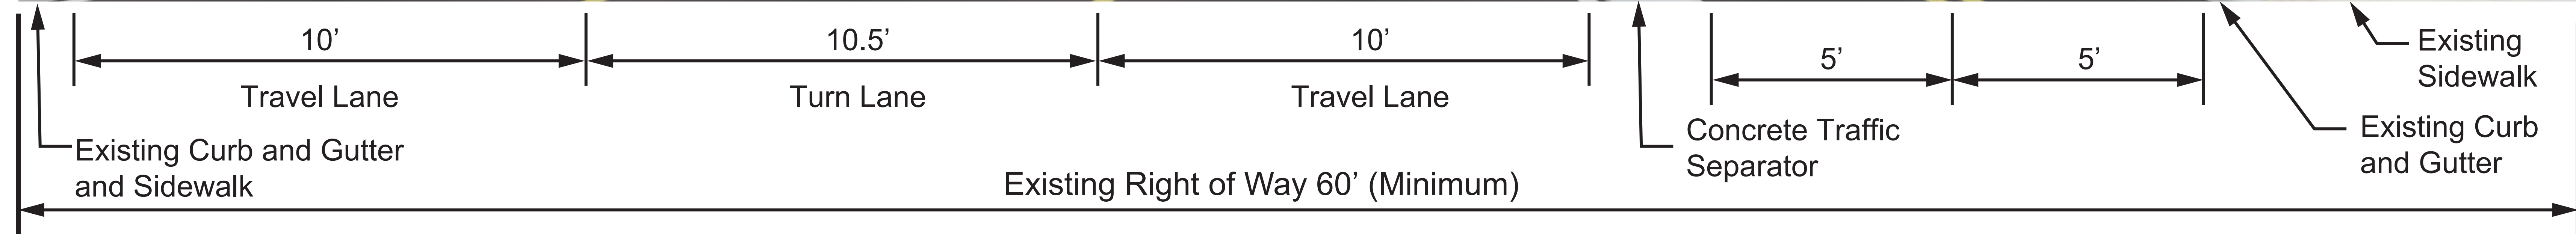 10’
10.5’
10’
5’
5’
Travel Lane
Turn Lane
Travel Lane
Existing
Sidewalk
Existing Curb and Gutter
and Sidewalk
Concrete Traffic
Separator
Existing Curb
and Gutter
Existing Right of Way 60’ (Minimum)